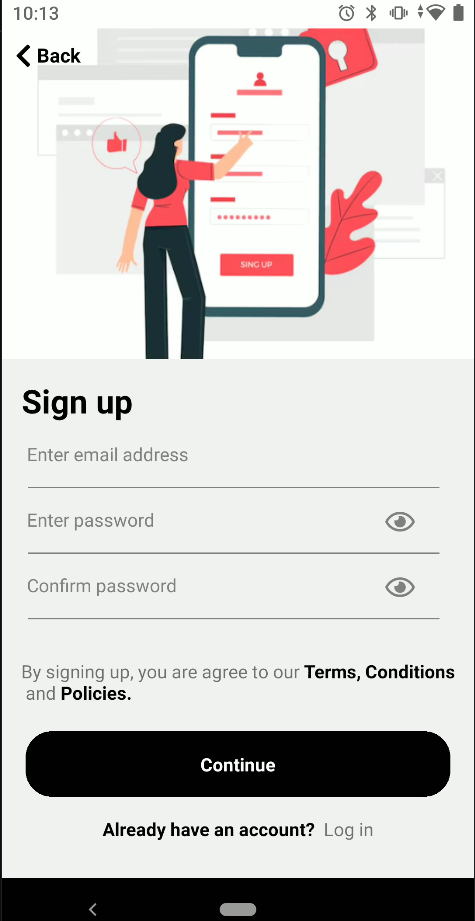 10:13
Back
SING UP
Sign up
Enter email address
Enter password
Confirm password
By signing up, you are agree to our Terms, Conditions
and Policies.
Continue
Already have an account? Log in